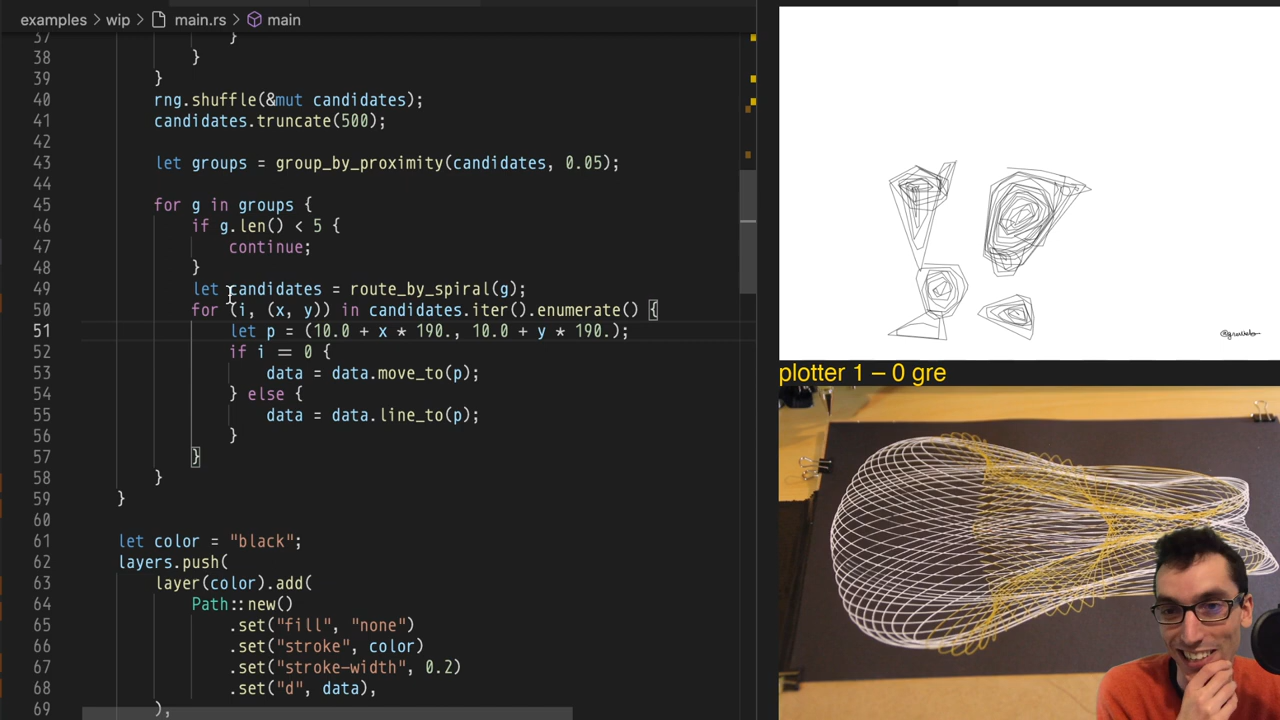 examples › wip › main.rs › main
37 }
38 }
39 }
40 rng.shuffle(&mut candidates);
41 candidates.truncate(500);
42
43 let groups = group_by_proximity(candidates, 0.05);
44
45 for g in groups {
46 if g.len() < 5 {
47 continue;
48 }
49 let candidates = route_by_spiral(g);
50 for (i, (x, y)) in candidates.iter().enumerate() {
51 let p = (10.0 + x * 190., 10.0 + y * 190.);
52 if i == 0 {
53 data = data.move_to(p);
54 } else {
55 data = data.line_to(p);
56 }
57 }
58 }
59 }
60
61 let color = "black";
62 layers.push(
63 layer(color).add(
64 Path::new()
65 .set("fill", "none")
66 .set("stroke", color)
67 .set("stroke-width", 0.2)
68 .set("d", data),
69 ),
plotter 1 – 0 gre